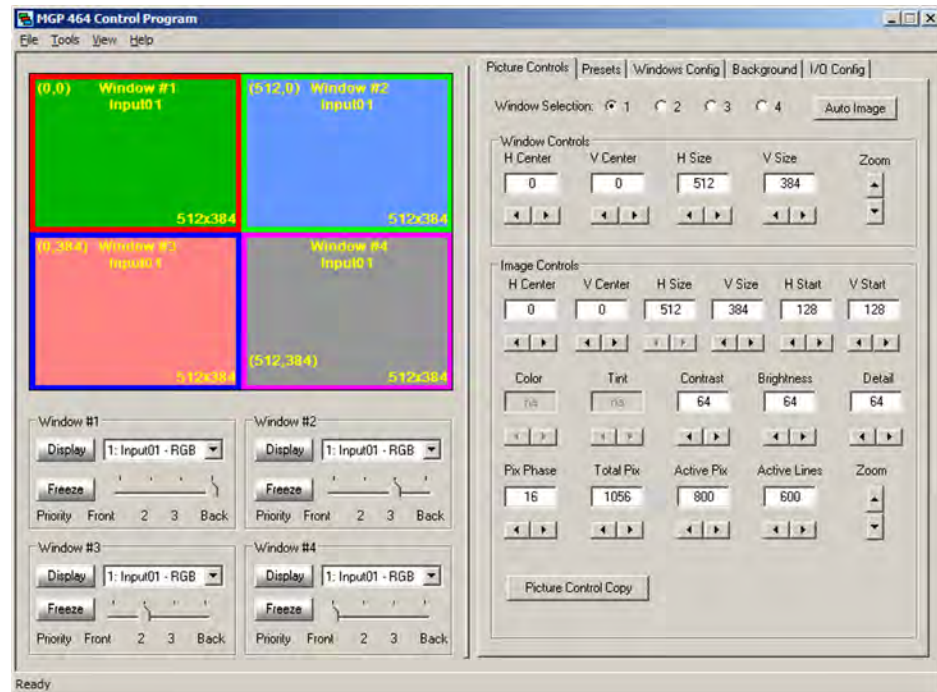 MGP 464 Control Program
File Tools View Help
(0,0) Window #1
Input01
512x384
(512,0) Window #2
Input01
512x384
(0,384) Window #3
Input01
512x384
Window #4
Input01
(512,384)
512x384
Window #1
Display 1: Input01 - RGB
Freeze
Priority Front 2 3 Back
Window #2
Display 1: Input01 - RGB
Freeze
Priority Front 2 3 Back
Window #3
Display 1: Input01 - RGB
Freeze
Priority Front 2 3 Back
Window #4
Display 1: Input01 - RGB
Freeze
Priority Front 2 3 Back
Picture Controls Presets Windows Config Background I/O Config
Window Selection: 1 2 3 4 Auto Image
Window Controls
H Center V Center H Size V Size Zoom
0 0 512 384
Image Controls
H Center V Center H Size V Size H Start V Start
0 0 512 384 128 128
Color Tint Contrast Brightness Detail
na na 64 64 64
Pix Phase Total Pix Active Pix Active Lines Zoom
16 1056 800 600
Picture Control Copy
Ready